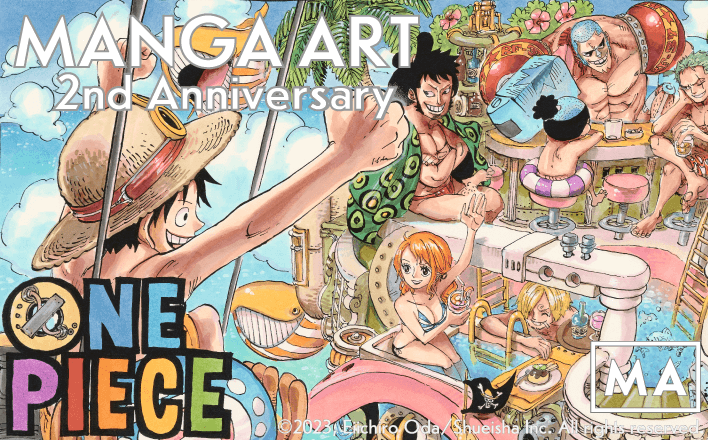 MANGA ART
2nd Anniversary
ONE
PIECE
MA
©2023, Eiichiro Oda/Shueisha Inc. All rights reserved.